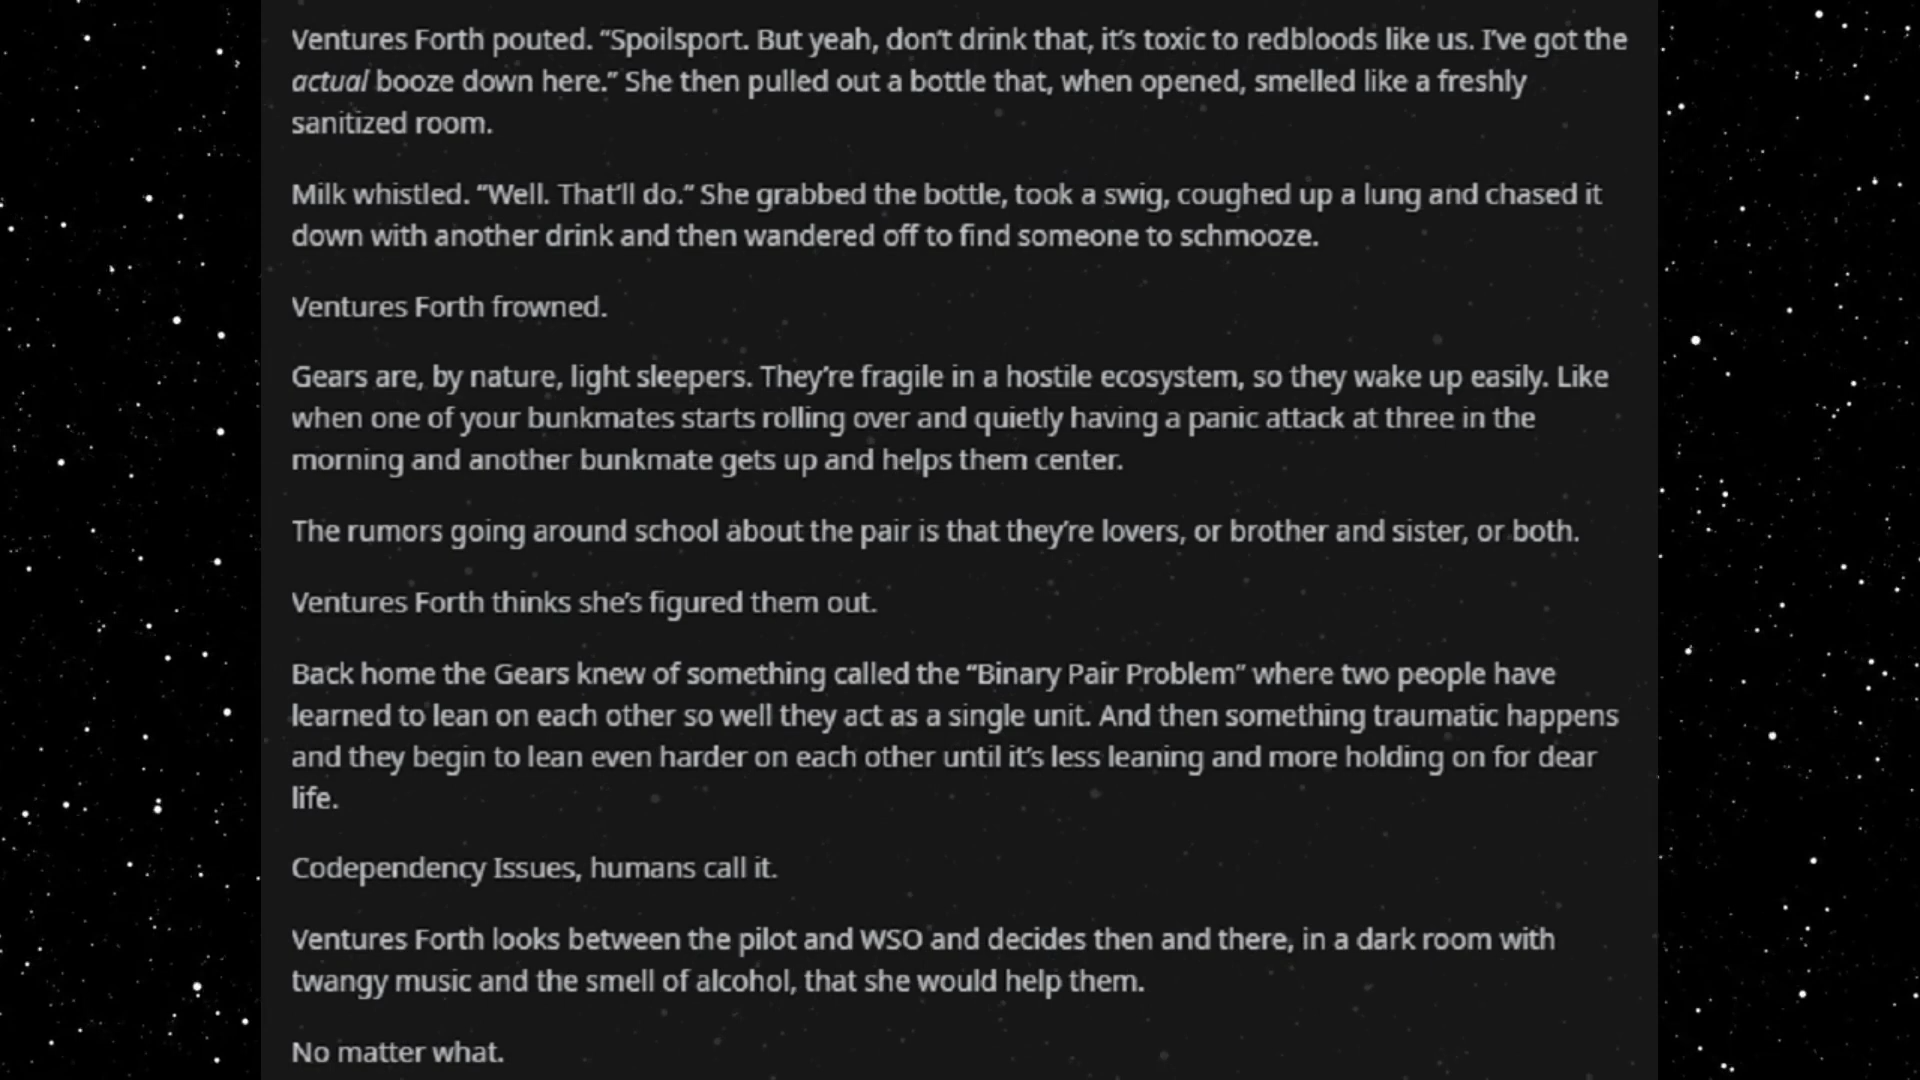 Ventures Forth pouted. “Spoilsport. But yeah, don’t drink that, it’s toxic to redbloods like us. I’ve got the
actual booze down here.” She then pulled out a bottle that, when opened, smelled like a freshly
sanitized room.
Milk whistled. “Well. That’ll do.” She grabbed the bottle, took a swig, coughed up a lung and chased it
down with another drink and then wandered off to find someone to schmooze.
Ventures Forth frowned.
Gears are, by nature, light sleepers. They’re fragile in a hostile ecosystem, so they wake up easily. Like
when one of your bunkmates starts rolling over and quietly having a panic attack at three in the
morning and another bunkmate gets up and helps them center.
The rumors going around school about the pair is that they’re lovers, or brother and sister, or both.
Ventures Forth thinks she’s figured them out.
Back home the Gears knew of something called the “Binary Pair Problem” where two people have
learned to lean on each other so well they act as a single unit. And then something traumatic happens
and they begin to lean even harder on each other until it’s less leaning and more holding on for dear
life.
Codependency Issues, humans call it.
Ventures Forth looks between the pilot and WSO and decides then and there, in a dark room with
twangy music and the smell of alcohol, that she would help them.
No matter what.